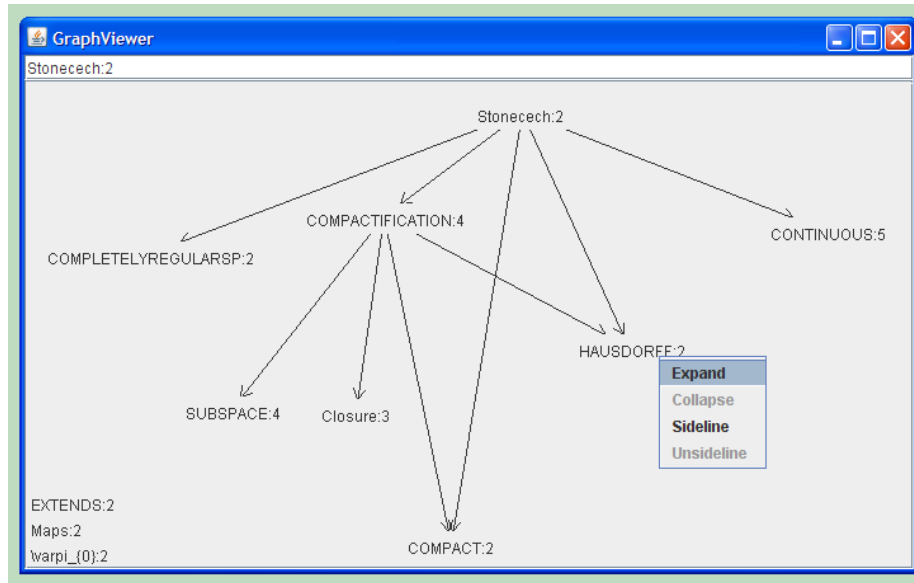 GraphViewer
Stonecech:2
Stonecech:2
COMPACTIFICATION:4
CONTINUOUS:5
COMPLETELYREGULARSP:2
HAUSDORFF:2
Expand
Collapse
Sideline
Unsideline
SUBSPACE:4
Closure:3
EXTENDS:2
Maps:2
\varpi_{0}:2
COMPACT:2